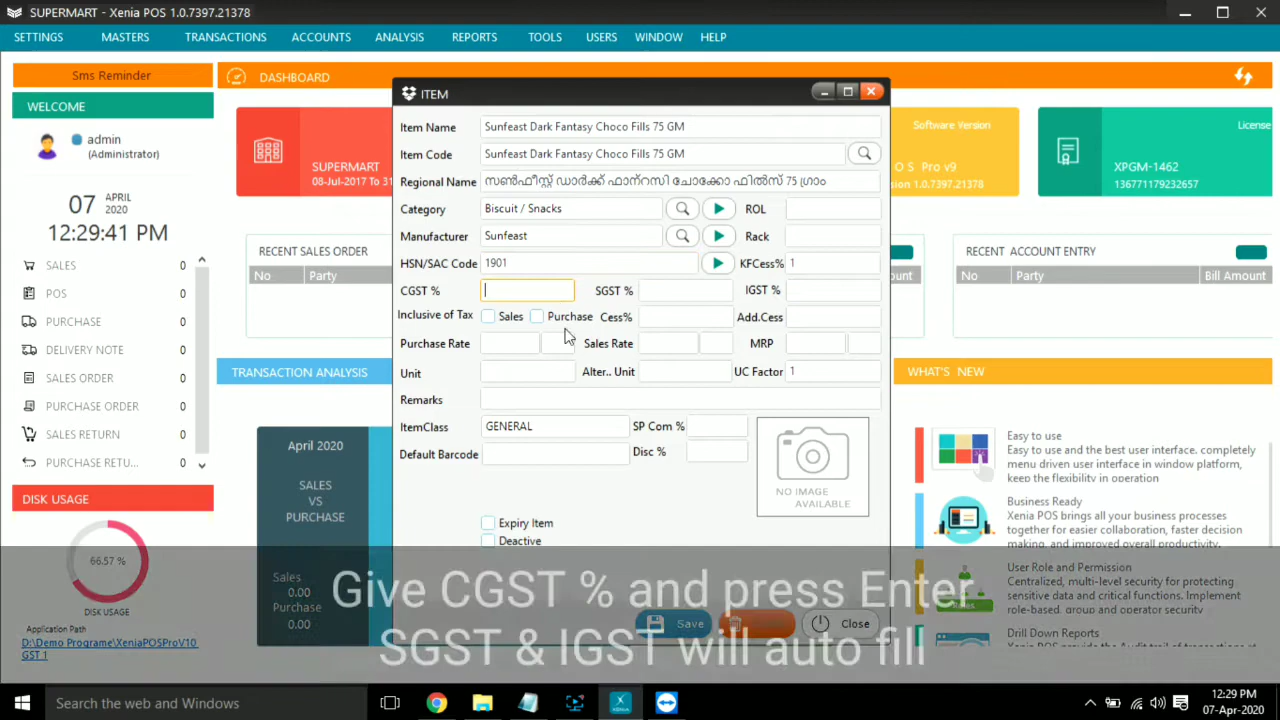 SUPERMART - Xenia POS 1.0.7397.21378
SETTINGS MASTERS TRANSACTIONS ACCOUNTS ANALYSIS REPORTS TOOLS USERS WINDOW HELP
Sms Reminder
DASHBOARD
WELCOME
admin
(Administrator)
07 APRIL 2020
12:29:41 PM
SALES 0
POS 0
PURCHASE 0
DELIVERY NOTE 0
SALES ORDER 0
PURCHASE ORDER 0
SALES RETURN 0
PURCHASE RETU... 0
DISK USAGE
66.57 %
DISK USAGE
Application Path
D:\Demo Programe\XeniaPOSProV10
GST 1
SUPERMART
08-Jul-2017 To 31
Software Version
O S Pro v9
sion 1.0.7397.21378
License
XPGM-1462
136771179232657
RECENT SALES ORDER
No Party
ount
RECENT ACCOUNT ENTRY
No Party Bill Amount
TRANSACTION ANALYSIS
April 2020
SALES
VS
PURCHASE
Sales
0.00
Purchase
0.00
ITEM
Item Name Sunfeast Dark Fantasy Choco Fills 75 GM
Item Code Sunfeast Dark Fantasy Choco Fills 75 GM
Regional Name സൺഫീസ്റ്റ് ഡാർക്ക് ഫാന്റസി ചോക്കോ ഫിൽസ് 75 ഗ്രാം
Category Biscuit / Snacks ROL
Manufacturer Sunfeast Rack
HSN/SAC Code 1901 KFCess% 1
CGST % SGST % IGST %
Inclusive of Tax Sales Purchase Cess% Add.Cess
Purchase Rate Sales Rate MRP
Unit Alter.. Unit UC Factor 1
Remarks
ItemClass GENERAL SP Com %
Default Barcode Disc %
NO IMAGE
AVAILABLE
Expiry Item
Deactive
Save Close
Give CGST % and press Enter
SGST & IGST will auto fill
WHAT'S NEW
Easy to use
Easy to use and the best user interface. completely
menu driven user interface in window platform,
keep the flexibility in operation
Business Ready
Xenia POS brings all your business processes
together for easier collaboration, faster decision
making, and improved overall productivity.
User Role and Permission
Centralized, multi-level security for protecting
sensitive data and critical functions. Implement
role-based, group and operator security
Drill Down Reports
Search the web and Windows
XENIA
12:29 PM
07-Apr-2020